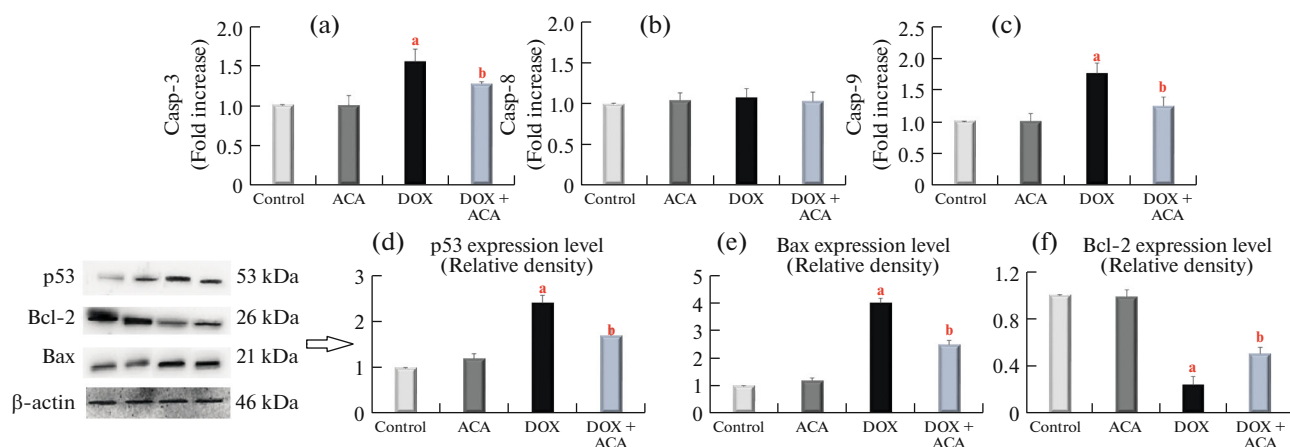 (a)
Casp-3
(Fold increase)
2.0
1.5
1.0
0.5
0
a
b
Control
ACA
DOX
DOX +
ACA
(b)
Casp-8
(Fold increase)
2.0
1.5
1.0
0.5
0
Control
ACA
DOX
DOX +
ACA
(c)
Casp-9
(Fold increase)
2.5
2.0
1.5
1.0
0.5
0
a
b
Control
ACA
DOX
DOX +
ACA
p53
53 kDa
Bcl-2
26 kDa
Bax
21 kDa
β-actin
46 kDa
(d)
p53 expression level
(Relative density)
3
2
1
0
a
b
Control
ACA
DOX
DOX +
ACA
(e)
Bax expression level
(Relative density)
5
4
3
2
1
0
a
b
Control
ACA
DOX
DOX +
ACA
(f)
Bcl-2 expression level
(Relative density)
1.2
0.8
0.4
0
a
b
Control
ACA
DOX
DOX +
ACA